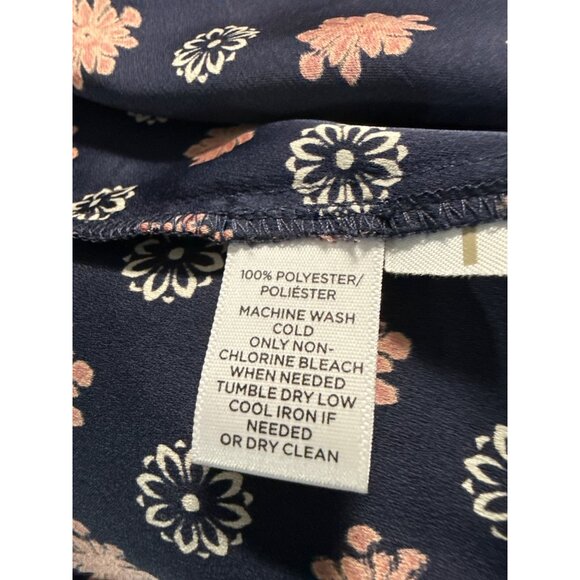 100% POLYESTER/
POLIÉSTER
MACHINE WASH
COLD
ONLY NON-
CHLORINE BLEACH
WHEN NEEDED
TUMBLE DRY LOW
COOL IRON IF
NEEDED
OR DRY CLEAN